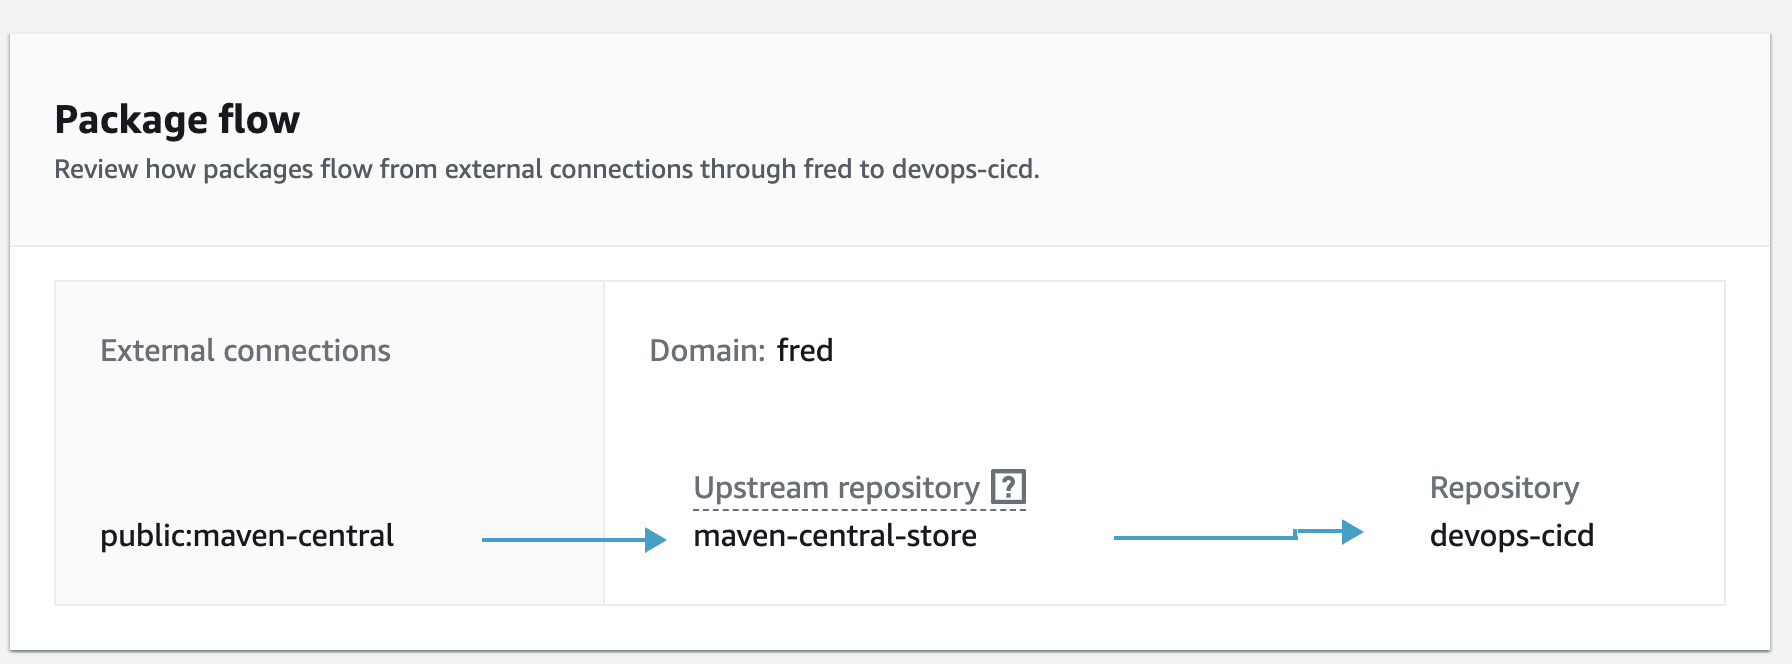 Package flow
Review how packages flow from external connections through fred to devops-cicd.
External connections
Domain: fred
Upstream repository ?
Repository
public:maven-central
maven-central-store
devops-cicd